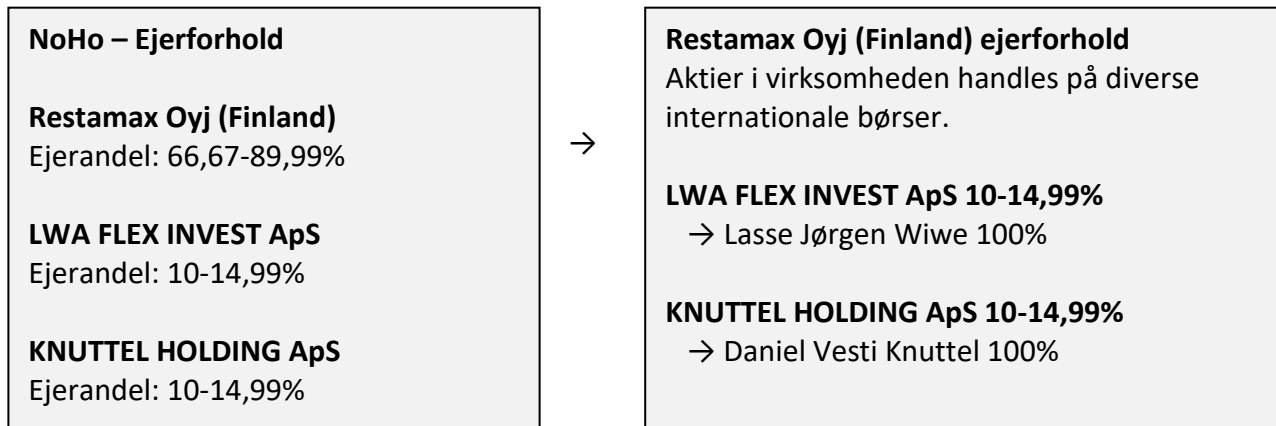 NoHo – Ejerforhold
Restamax Oyj (Finland)
Ejerandel: 66,67-89,99%
LWA FLEX INVEST ApS
Ejerandel: 10-14,99%
KNUTTEL HOLDING ApS
Ejerandel: 10-14,99%
→
Restamax Oyj (Finland) ejerforhold
Aktier i virksomheden handles på diverse
internationale børser.
LWA FLEX INVEST ApS 10-14,99%
→ Lasse Jørgen Wiwe 100%
KNUTTEL HOLDING ApS 10-14,99%
→ Daniel Vesti Knuttel 100%